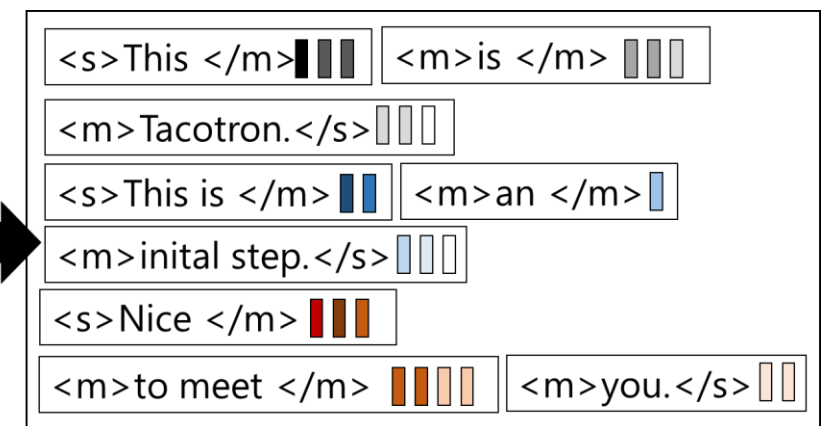 <s>This </m> <m>is </m>
<m>Tacotron.</s>
<s>This is </m> <m>an </m>
<m>inital step.</s>
<s>Nice </m>
<m>to meet </m> <m>you.</s>